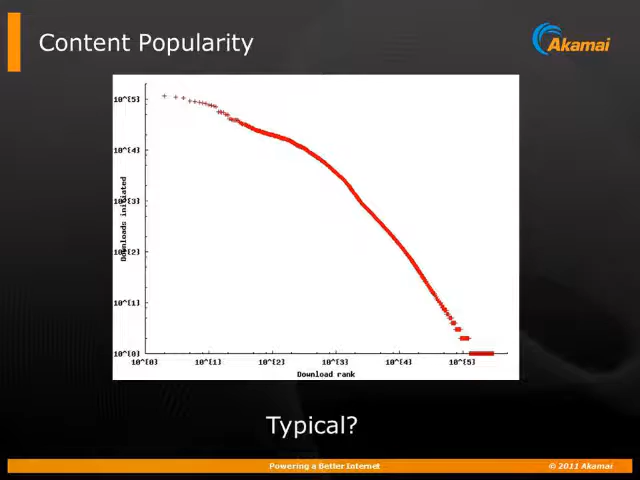 Content Popularity
Akamai
10^[5]
10^[4]
10^[3]
10^[2]
10^[1]
10^[0]
Downloads initiated
10^[0] 10^[1] 10^[2] 10^[3] 10^[4] 10^[5]
Download rank
Typical?
Powering a Better Internet
© 2011 Akamai